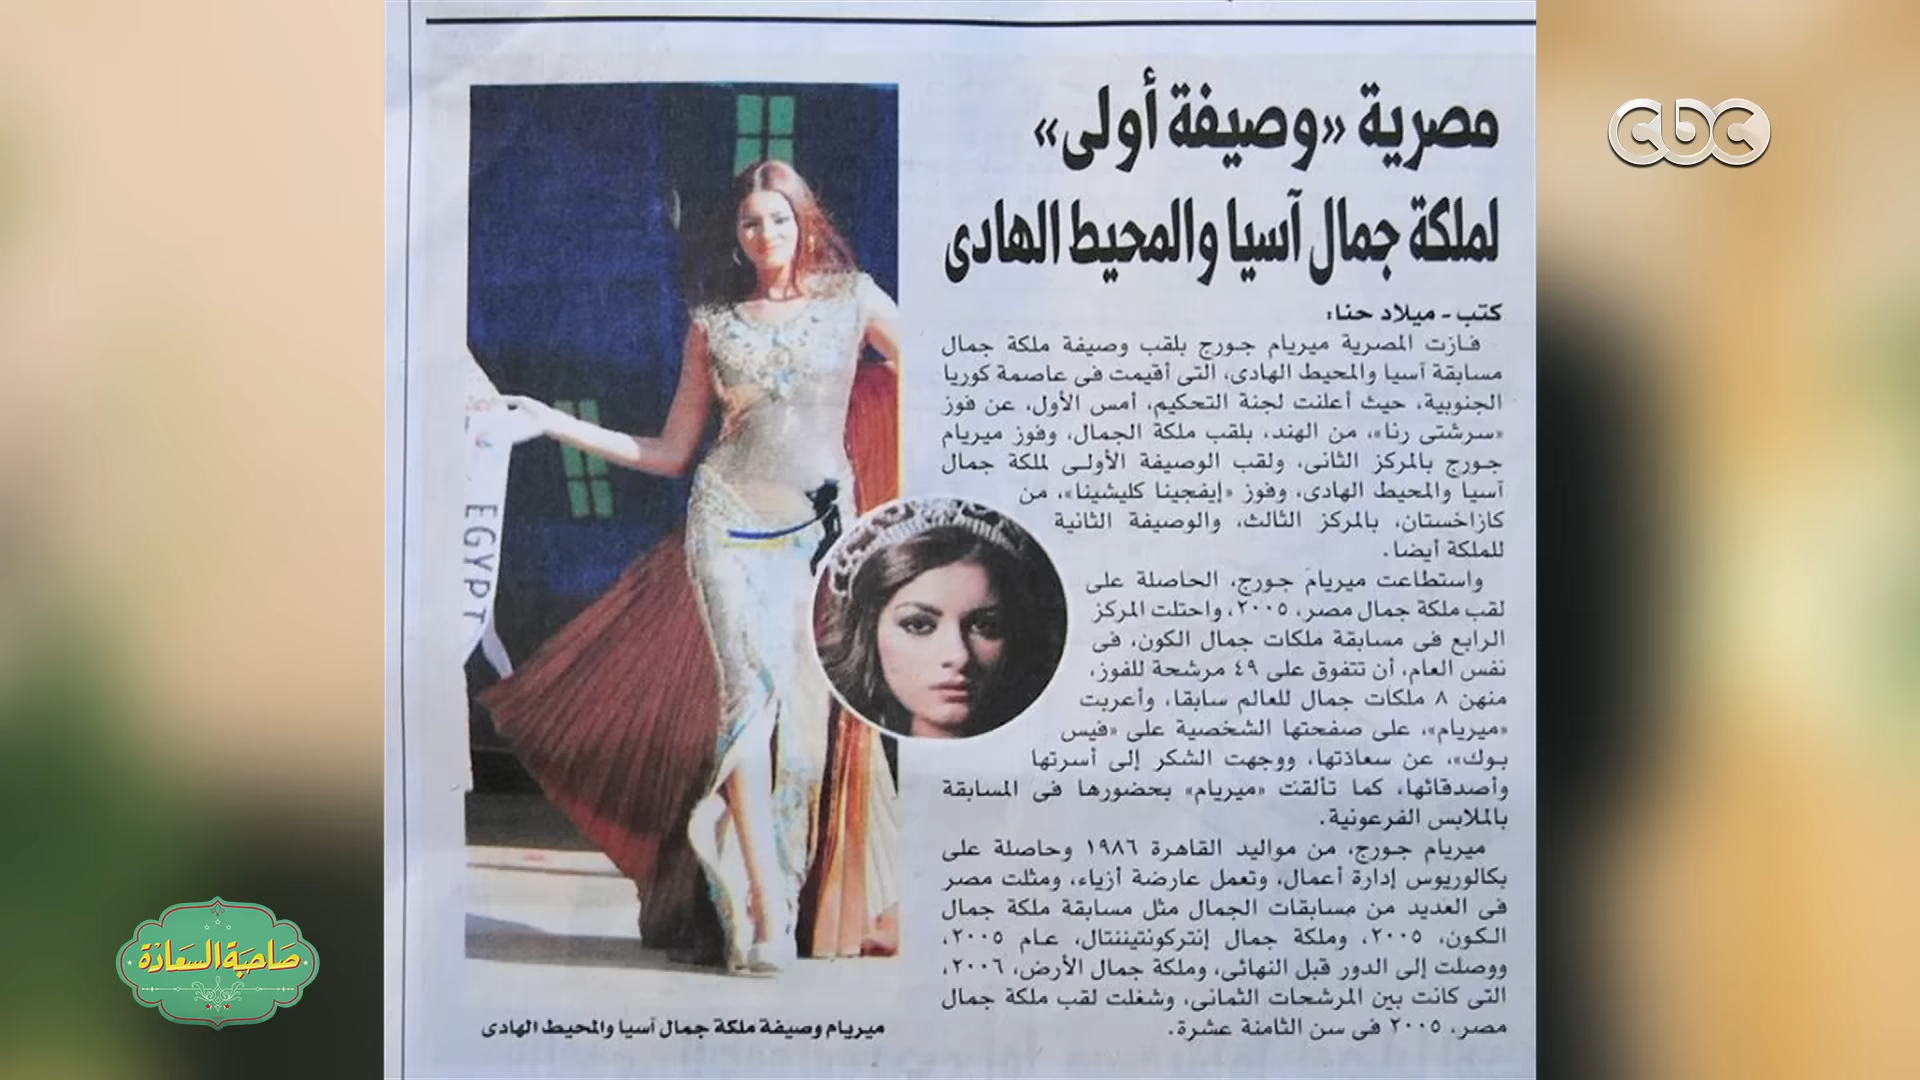 مصرية «وصيفة أولى»
لملكة جمال آسيا والمحيط الهادى
كتب - ميلاد حنا:
فازت المصرية ميريام جورج بلقب وصيفة ملكة جمال
مسابقة آسيا والمحيط الهادى، التى أقيمت فى عاصمة كوريا
الجنوبية، حيث أعلنت لجنة التحكيم، أمس الأول، عن فوز
«سرشتى رنا»، من الهند، بلقب ملكة الجمال، وفوز ميريام
جورج بالمركز الثانى، ولقب الوصيفة الأولى لملكة جمال
آسيا والمحيط الهادى، وفوز «إيفجينا كليشينا»، من
كازاخستان، بالمركز الثالث، والوصيفة الثانية
للملكة أيضا.
واستطاعت ميريام جورج، الحاصلة على
لقب ملكة جمال مصر، ٢٠٠٥، واحتلت المركز
الرابع فى مسابقة ملكات جمال الكون، فى
نفس العام، أن تتفوق على ٤٩ مرشحة للفوز،
منهن ٨ ملكات جمال للعالم سابقا، وأعربت
«ميريام»، على صفحتها الشخصية على «فيس
بوك»، عن سعاذتها، ووجهت الشكر إلى أسرتها
وأصدقائها، كما تألقت «ميريام» بحضورها فى المسابقة
بالملابس الفرعونية.
ميريام جورج، من مواليد القاهرة ١٩٨٦ وحاصلة على
بكالوريوس إدارة أعمال، وتعمل عارضة أزياء، ومثلت مصر
فى العديد من مسابقات الجمال مثل مسابقة ملكة جمال
الكون، ٢٠٠٥، وملكة جمال إنتركونتيننتال، عام ٢٠٠٥،
ووصلت إلى الدور قبل النهائى، وملكة جمال الأرض، ٢٠٠٦،
التى كانت بين المرشحات الثمانى، وشغلت لقب ملكة جمال
مصر، ٢٠٠٥ فى سن الثامنة عشرة.
EGYPT
ميريام وصيفة ملكة جمال آسيا والمحيط الهادى
cbc
صاحبة السعادة